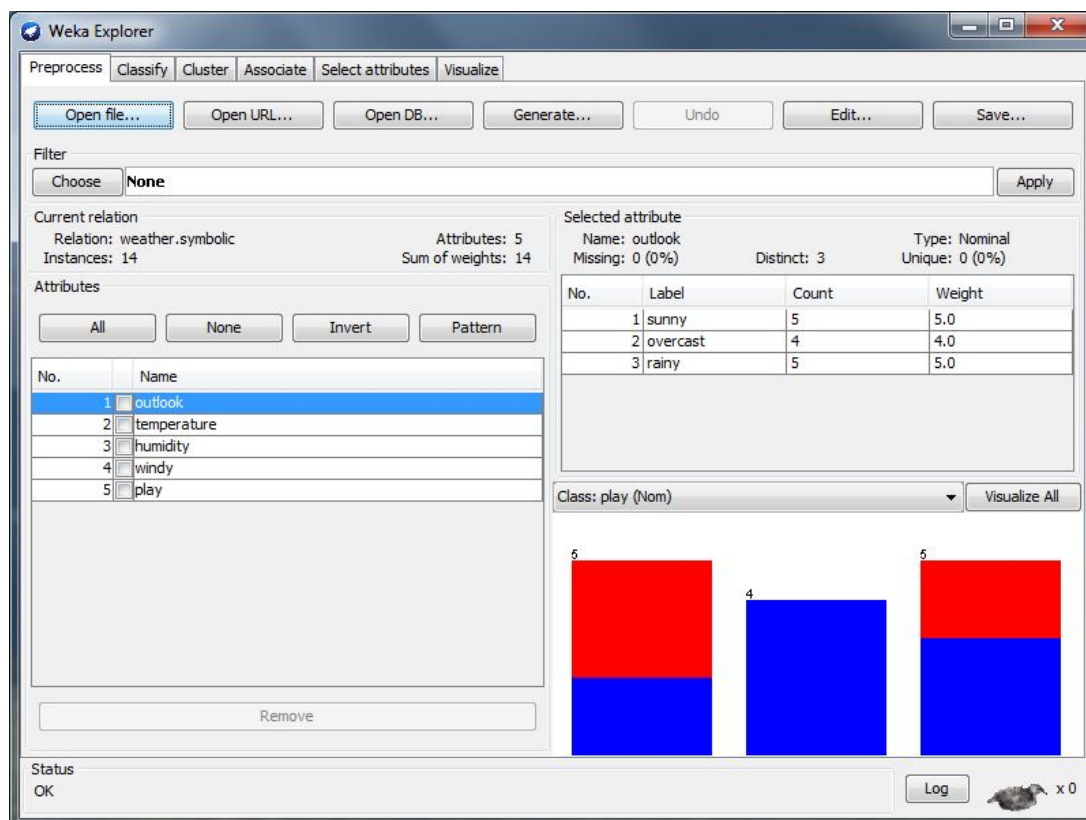 Weka Explorer
Preprocess Classify Cluster Associate Select attributes Visualize
Open file... Open URL... Open DB... Generate... Undo Edit... Save...
Filter
Choose None Apply
Current relation
Relation: weather.symbolic Attributes: 5
Instances: 14 Sum of weights: 14
Selected attribute
Name: outlook Type: Nominal
Missing: 0 (0%) Distinct: 3 Unique: 0 (0%)
Attributes
All None Invert Pattern
No. Name
1 outlook
2 temperature
3 humidity
4 windy
5 play
Remove
No. Label Count Weight
1 sunny 5 5.0
2 overcast 4 4.0
3 rainy 5 5.0
Class: play (Nom) Visualize All
5 4 5
Status
OK
Log x 0